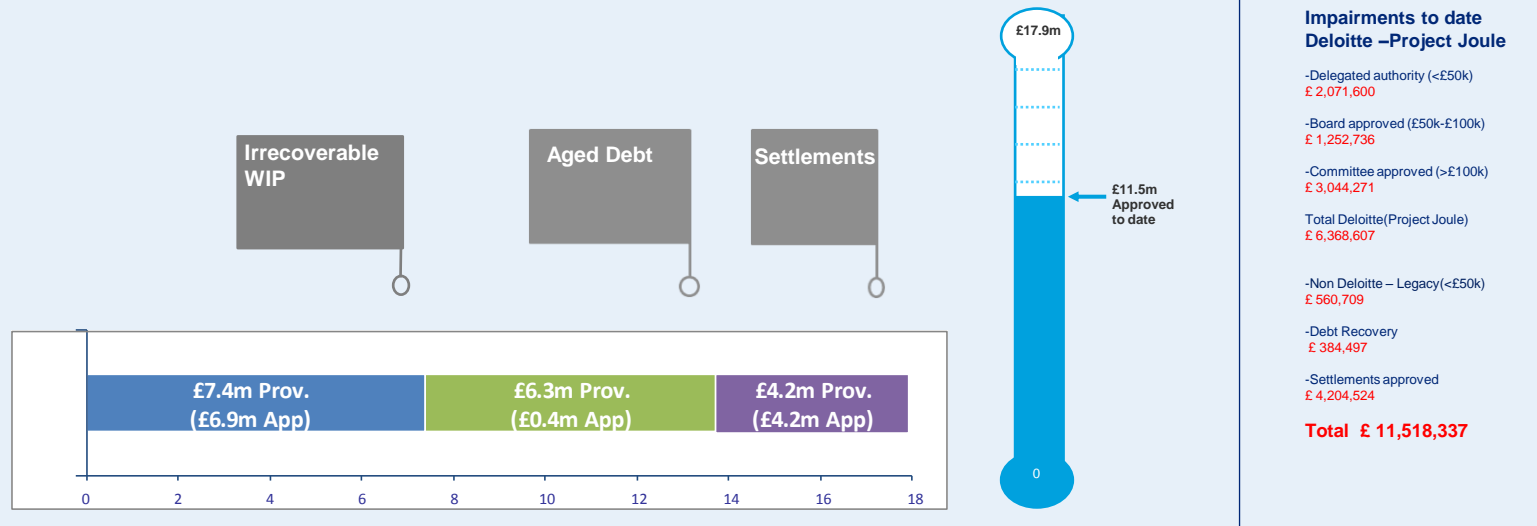 £17.9m
Irrecoverable
WIP
Aged Debt
Settlements
£11.5m
Approved
to date
£7.4m Prov.
(£6.9m App)
£6.3m Prov.
(£0.4m App)
£4.2m Prov.
(£4.2m App)
0
0 2 4 6 8 10 12 14 16 18
Impairments to date
Deloitte –Project Joule
-Delegated authority (<£50k)
£ 2,071,600
-Board approved (£50k-£100k)
£ 1,252,736
-Committee approved (>£100k)
£ 3,044,271
Total Deloitte(Project Joule)
£ 6,368,607
-Non Deloitte – Legacy(<£50k)
£ 560,709
-Debt Recovery
£ 384,497
-Settlements approved
£ 4,204,524
Total £ 11,518,337